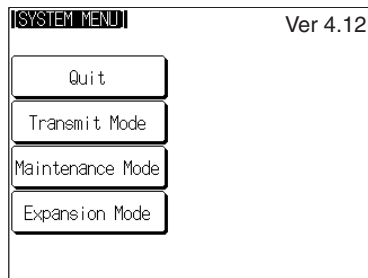 [SYSTEM MENU]
Ver 4.12
Quit
Transmit Mode
Maintenance Mode
Expansion Mode